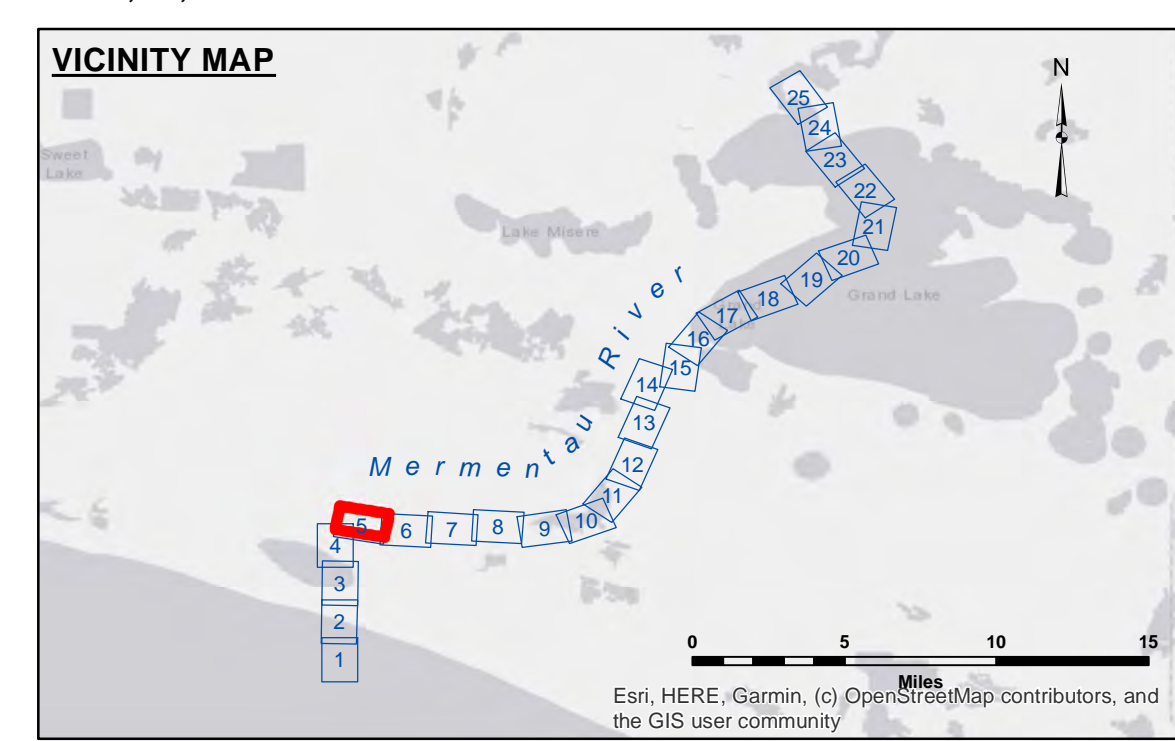 VICINITY MAP
N
25
24
Sweet
Lake
23
22
21
Lake Misere
20
19
Grand Lake
18
17
16
15
14
13
Mermentau River
12
11
10
9
8
7
6
5
4
3
2
1
0 5 10 15
Miles
Esri, HERE, Garmin, (c) OpenStreetMap contributors, and
the GIS user community